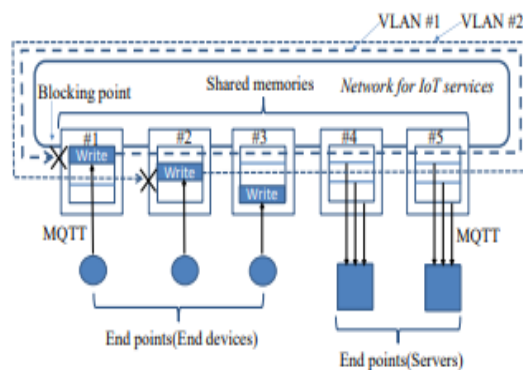 VLAN #1
VLAN #2
Shared memories
Network for IoT services
Blocking point
#1
#2
#3
#4
#5
Write
Write
Write
MQTT
MQTT
End points(End devices)
End points(Servers)